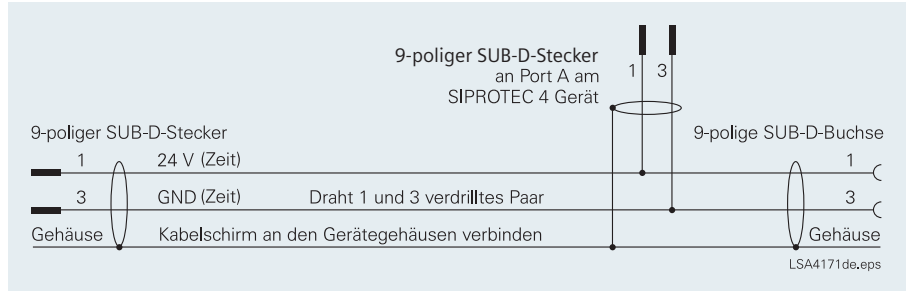 9-poliger SUB-D-Stecker
an Port A am
SIPROTEC 4 Gerät
1 3
9-poliger SUB-D-Stecker
9-polige SUB-D-Buchse
1 24 V (Zeit) 1
3 GND (Zeit) Draht 1 und 3 verdrilltes Paar 3
Gehäuse Kabelschirm an den Gerätegehäusen verbinden Gehäuse
LSA4171de.eps